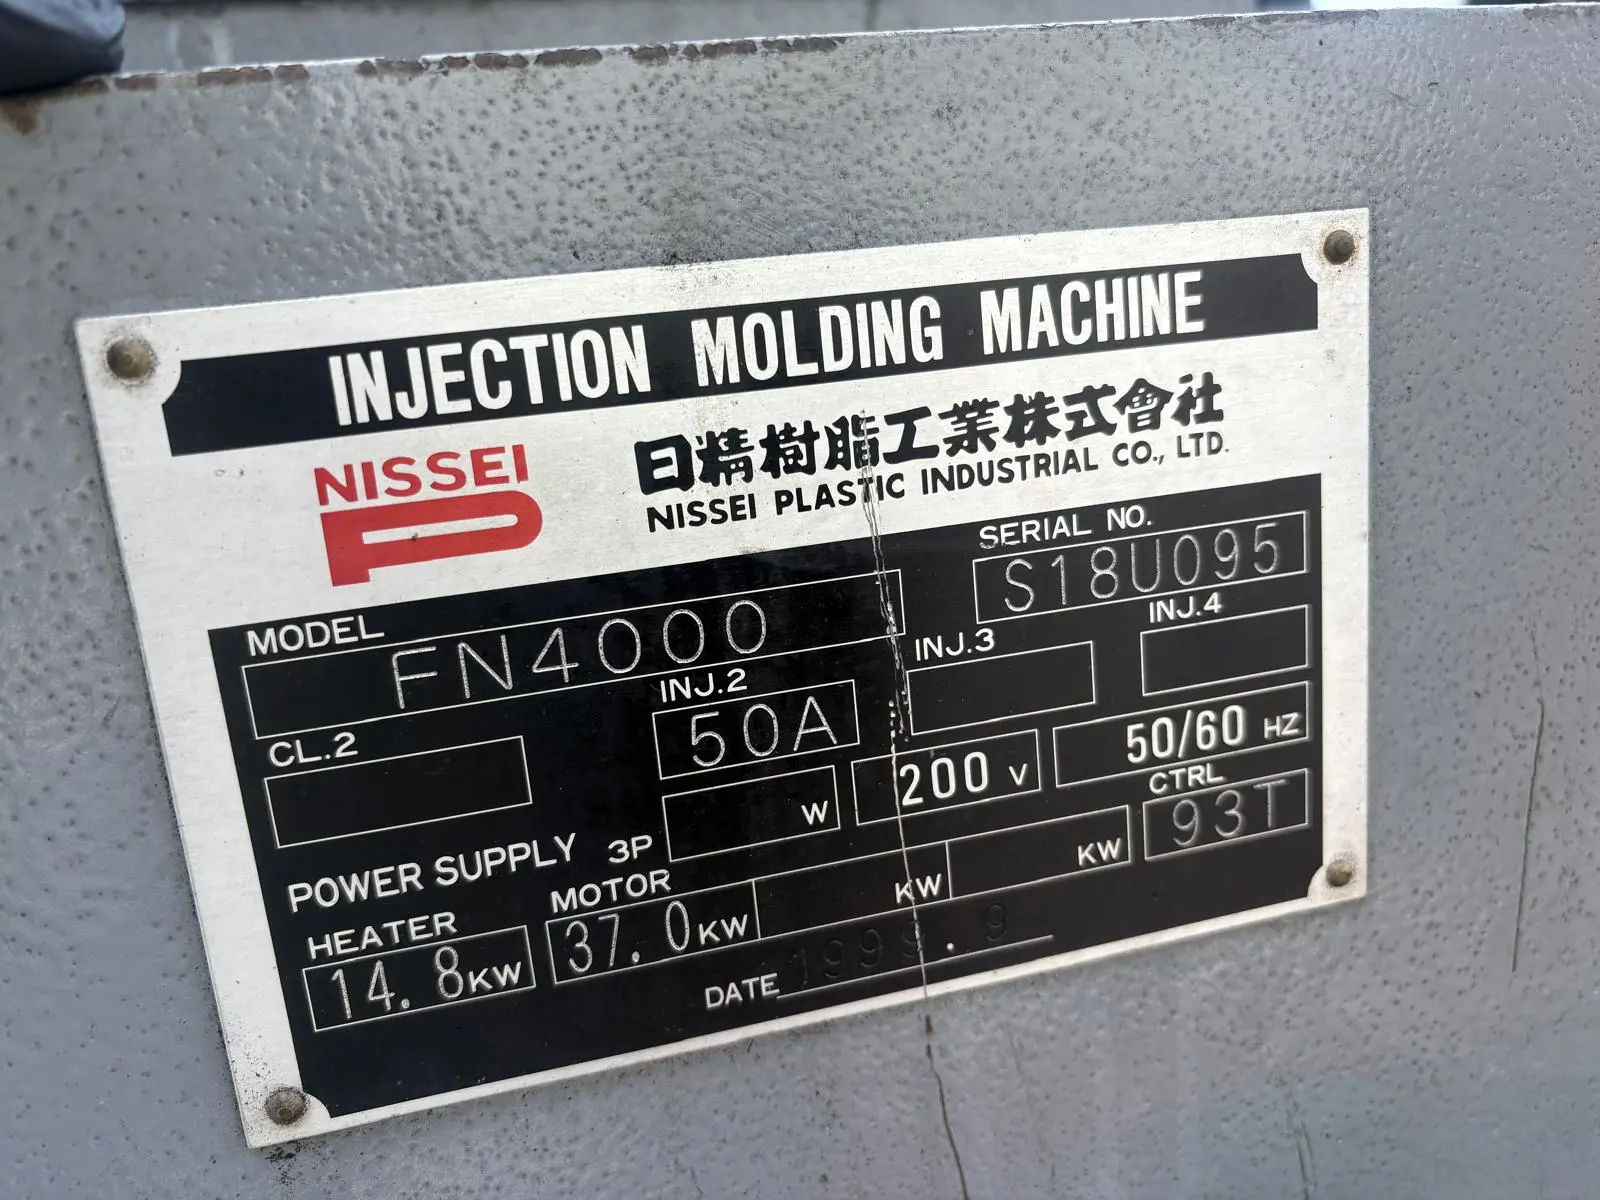 INJECTION MOLDING MACHINE
NISSEI
日精樹脂工業株式會社
NISSEI PLASTIC INDUSTRIAL CO., LTD.
MODEL FN4000
SERIAL NO. S18U095
CL.2
INJ.2 50A
INJ.3
INJ.4
POWER SUPPLY 3P W 200 V 50/60 HZ
HEATER 14.8KW
MOTOR 37.0KW KW KW
CTRL 93T
DATE 1999.9